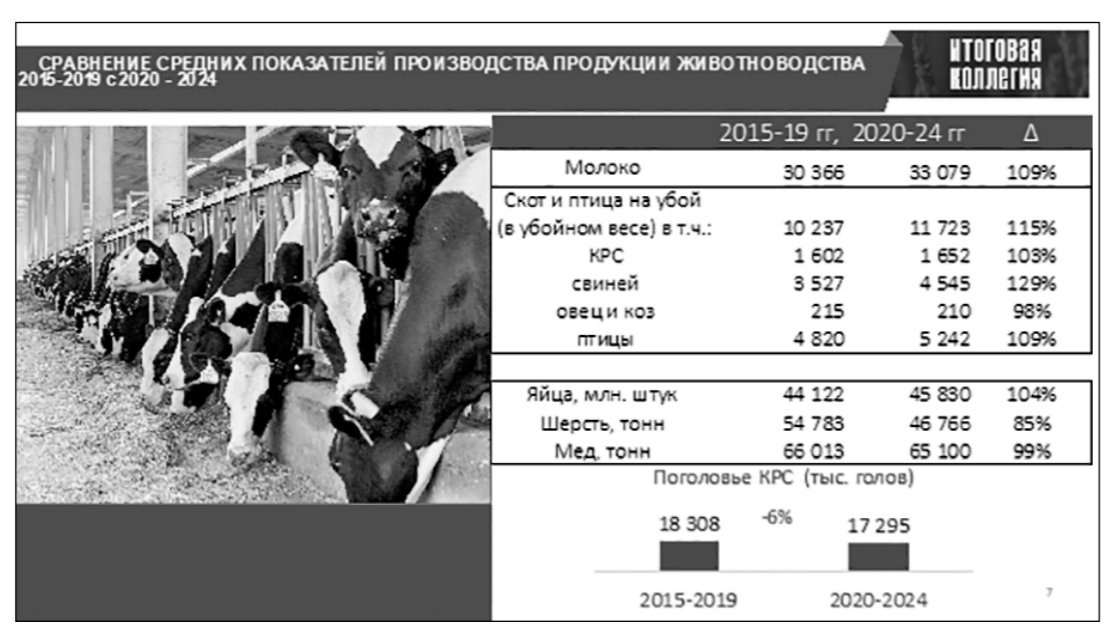 СРАВНЕНИЕ СРЕДНИХ ПОКАЗАТЕЛЕЙ ПРОИЗВОДСТВА ПРОДУКЦИИ ЖИВОТНОВОДСТВА
2015-2019 с 2020 - 2024
ИТОГОВАЯ
КОЛЛЕГИЯ
2015-19 гг, 2020-24 гг Δ
Молоко 30 366 33 079 109%
Скот и птица на убой
(в убойном весе) в т.ч.: 10 237 11 723 115%
КРС 1 602 1 652 103%
свиней 3 527 4 545 129%
овец и коз 215 210 98%
птицы 4 820 5 242 109%
Яйца, млн. штук 44 122 45 830 104%
Шерсть, тонн 54 783 46 766 85%
Мед, тонн 66 013 65 100 99%
Поголовье КРС (тыс. голов)
18 308 -6% 17 295
2015-2019 2020-2024
7